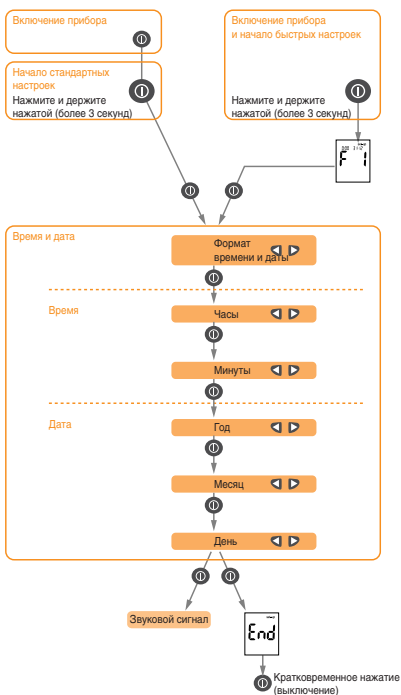 Включение прибора
Начало стандартных
настроек
Нажмите и держите
нажатой (более 3 секунд)
Включение прибора
и начало быстрых настроек
Нажмите и держите
нажатой (более 3 секунд)
F 1
Время и дата
Формат
времени и даты
Время
Часы
Минуты
Дата
Год
Месяц
День
Звуковой сигнал
End
Кратковременное нажатие
(выключение)